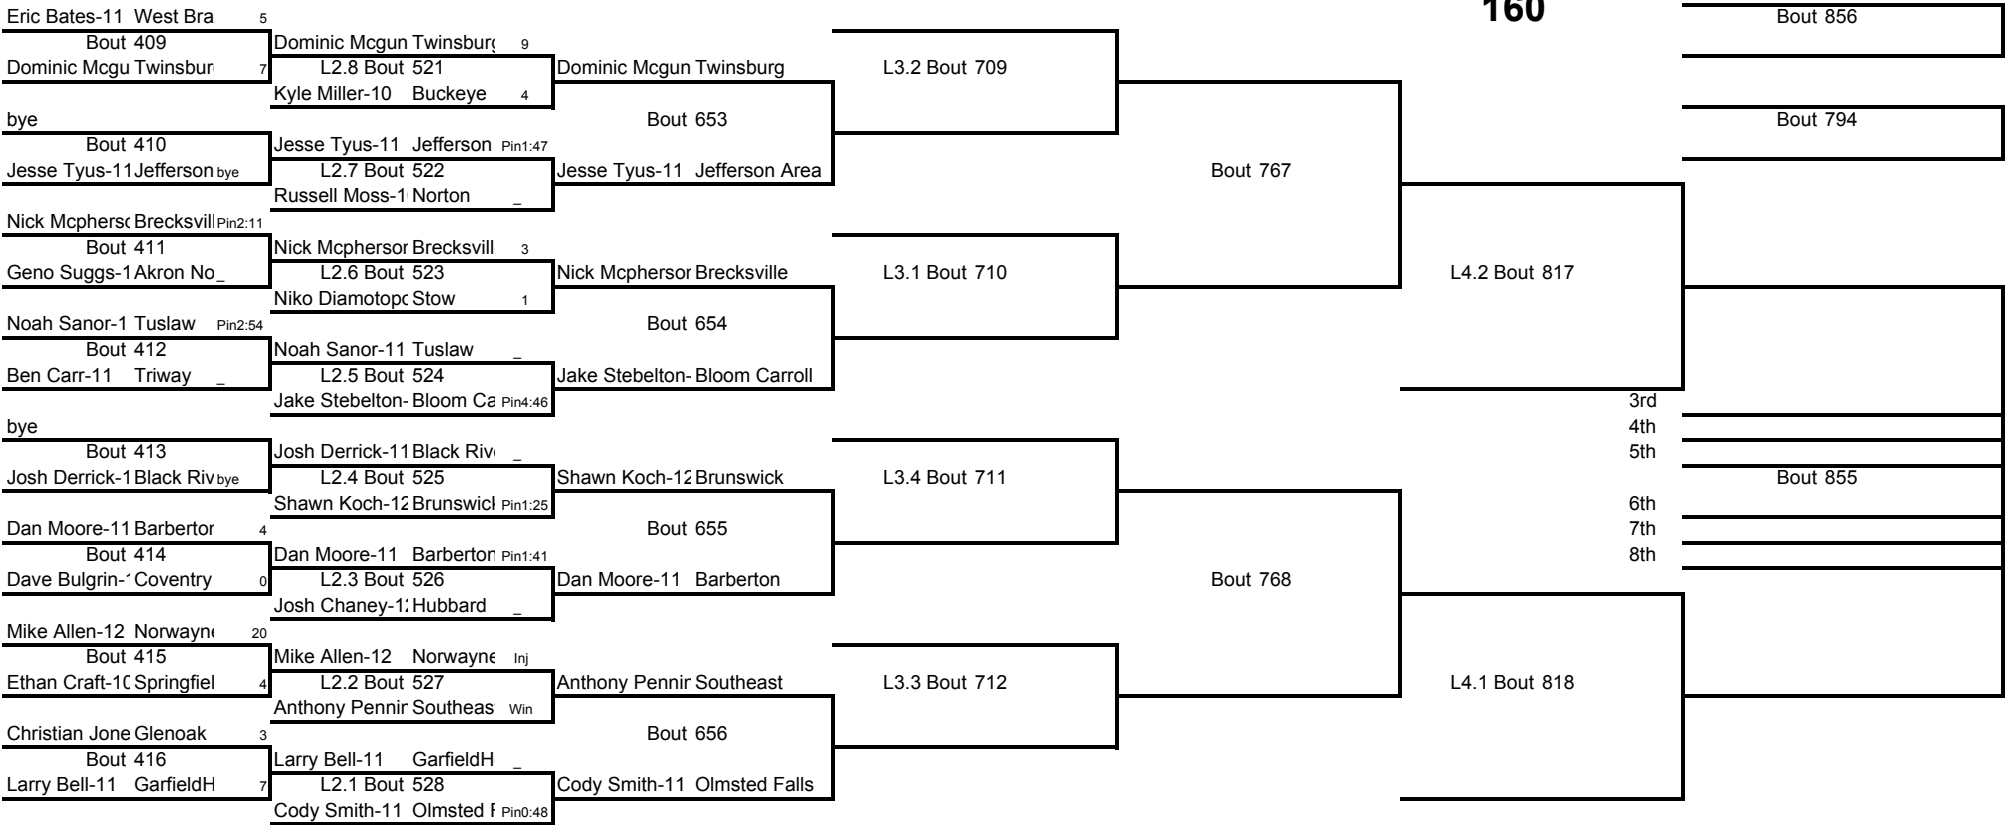 160
Eric Bates-11 West Bra 5
Bout 856
Bout 409
Dominic Mcgun Twinsburg 9
Dominic Mcgu Twinsbur 7
L2.8 Bout 521
Dominic Mcgun Twinsburg
L3.2 Bout 709
Kyle Miller-10 Buckeye 4
bye
Bout 653
Bout 794
Bout 410
Jesse Tyus-11 Jefferson Pin1:47
Jesse Tyus-11 Jefferson bye
L2.7 Bout 522
Jesse Tyus-11 Jefferson Area
Bout 767
Russell Moss-1 Norton _
Nick Mcpherso Brecksvill Pin2:11
Bout 411
Nick Mcpherson Brecksvill 3
Geno Suggs-1 Akron No _
L2.6 Bout 523
Nick Mcpherson Brecksville
L3.1 Bout 710
L4.2 Bout 817
Niko Diamotopo Stow 1
Noah Sanor-1 Tuslaw Pin2:54
Bout 654
Bout 412
Noah Sanor-11 Tuslaw _
Ben Carr-11 Triway _
L2.5 Bout 524
Jake Stebelton- Bloom Carroll
Jake Stebelton- Bloom Ca Pin4:46
3rd
bye
4th
Bout 413
Josh Derrick-11 Black Riv _
5th
Josh Derrick-1 Black Riv bye
L2.4 Bout 525
Shawn Koch-12 Brunswick
L3.4 Bout 711
Bout 855
Shawn Koch-12 Brunswick Pin1:25
6th
Dan Moore-11 Barberton 4
Bout 655
7th
Bout 414
Dan Moore-11 Barberton Pin1:41
8th
Dave Bulgrin-1 Coventry 0
L2.3 Bout 526
Dan Moore-11 Barberton
Bout 768
Josh Chaney-12 Hubbard _
Mike Allen-12 Norwayne 20
Bout 415
Mike Allen-12 Norwayne Inj
Ethan Craft-10 Springfiel 4
L2.2 Bout 527
Anthony Pennin Southeast
L3.3 Bout 712
L4.1 Bout 818
Anthony Pennin Southeas Win
Christian Jone Glenoak 3
Bout 656
Bout 416
Larry Bell-11 GarfieldH _
Larry Bell-11 GarfieldH 7
L2.1 Bout 528
Cody Smith-11 Olmsted Falls
Cody Smith-11 Olmsted F Pin0:48